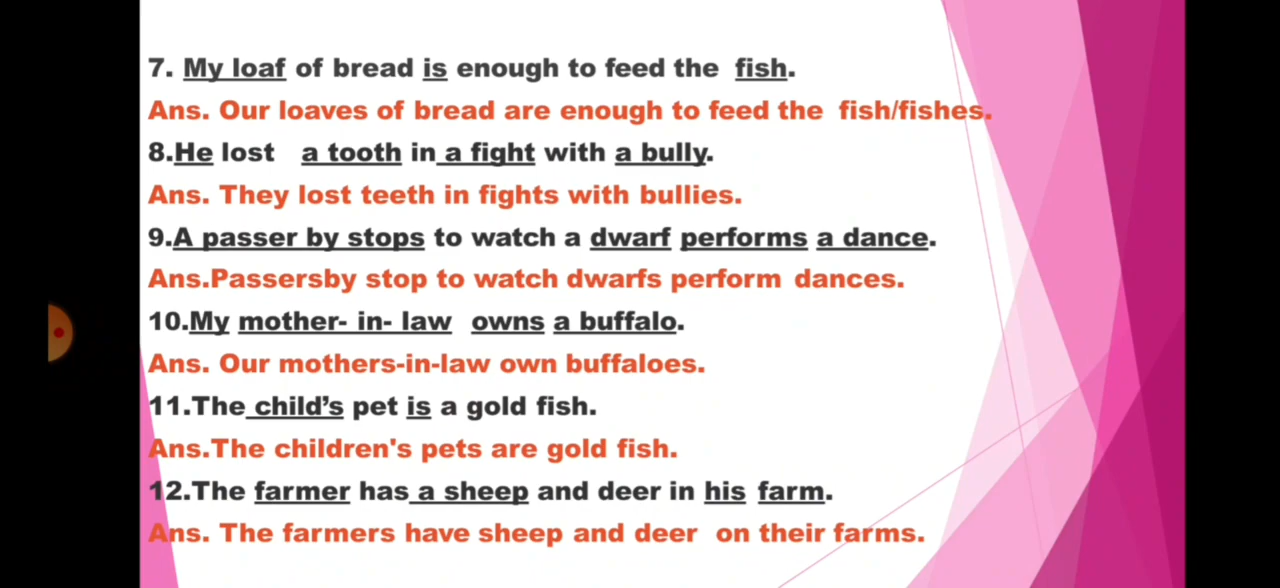 7. My loaf of bread is enough to feed the fish.
Ans. Our loaves of bread are enough to feed the fish/fishes.
8.He lost a tooth in a fight with a bully.
Ans. They lost teeth in fights with bullies.
9.A passer by stops to watch a dwarf performs a dance.
Ans.Passersby stop to watch dwarfs perform dances.
10.My mother- in- law owns a buffalo.
Ans. Our mothers-in-law own buffaloes.
11.The child’s pet is a gold fish.
Ans.The children's pets are gold fish.
12.The farmer has a sheep and deer in his farm.
Ans. The farmers have sheep and deer on their farms.